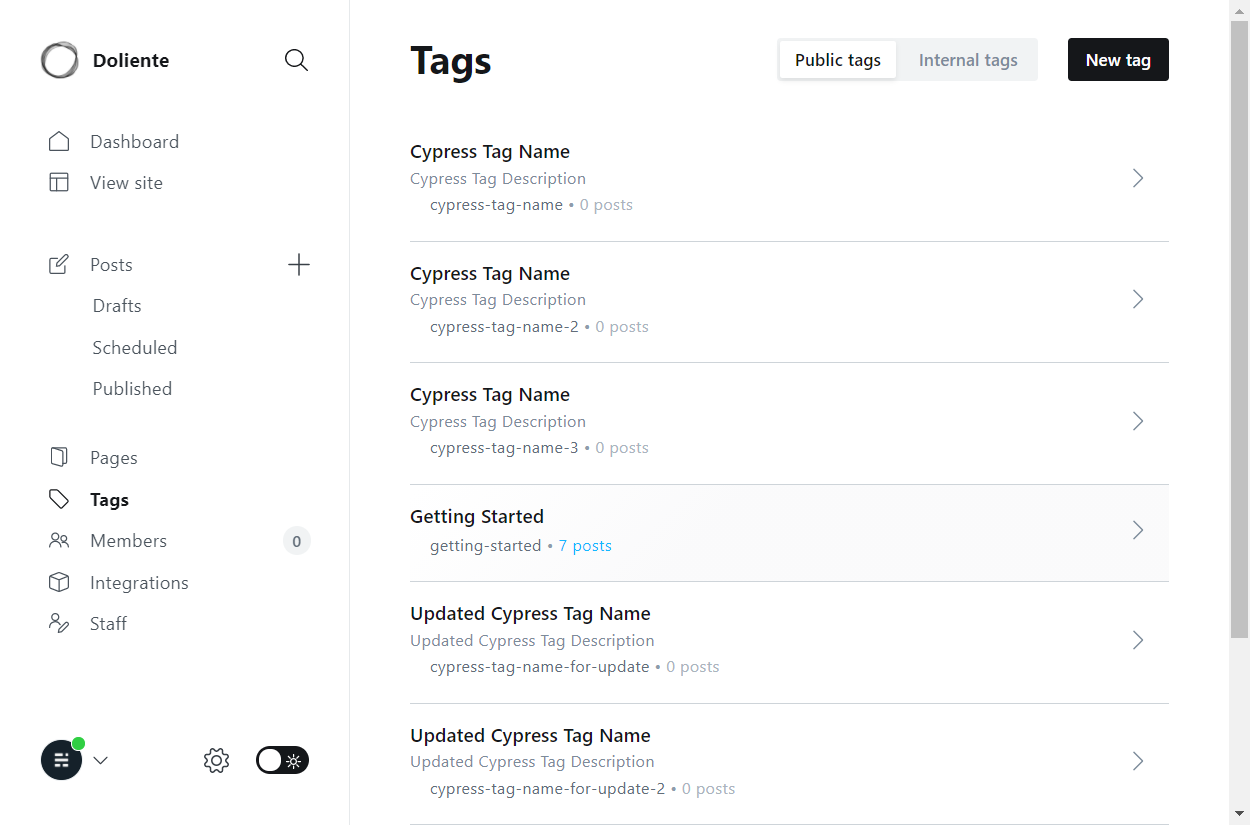 Doliente
Dashboard
View site
Posts
Drafts
Scheduled
Published
Pages
Tags
Members 0
Integrations
Staff
Tags
Public tags
Internal tags
New tag
Cypress Tag Name
Cypress Tag Description
cypress-tag-name • 0 posts
Cypress Tag Name
Cypress Tag Description
cypress-tag-name-2 • 0 posts
Cypress Tag Name
Cypress Tag Description
cypress-tag-name-3 • 0 posts
Getting Started
getting-started • 7 posts
Updated Cypress Tag Name
Updated Cypress Tag Description
cypress-tag-name-for-update • 0 posts
Updated Cypress Tag Name
Updated Cypress Tag Description
cypress-tag-name-for-update-2 • 0 posts